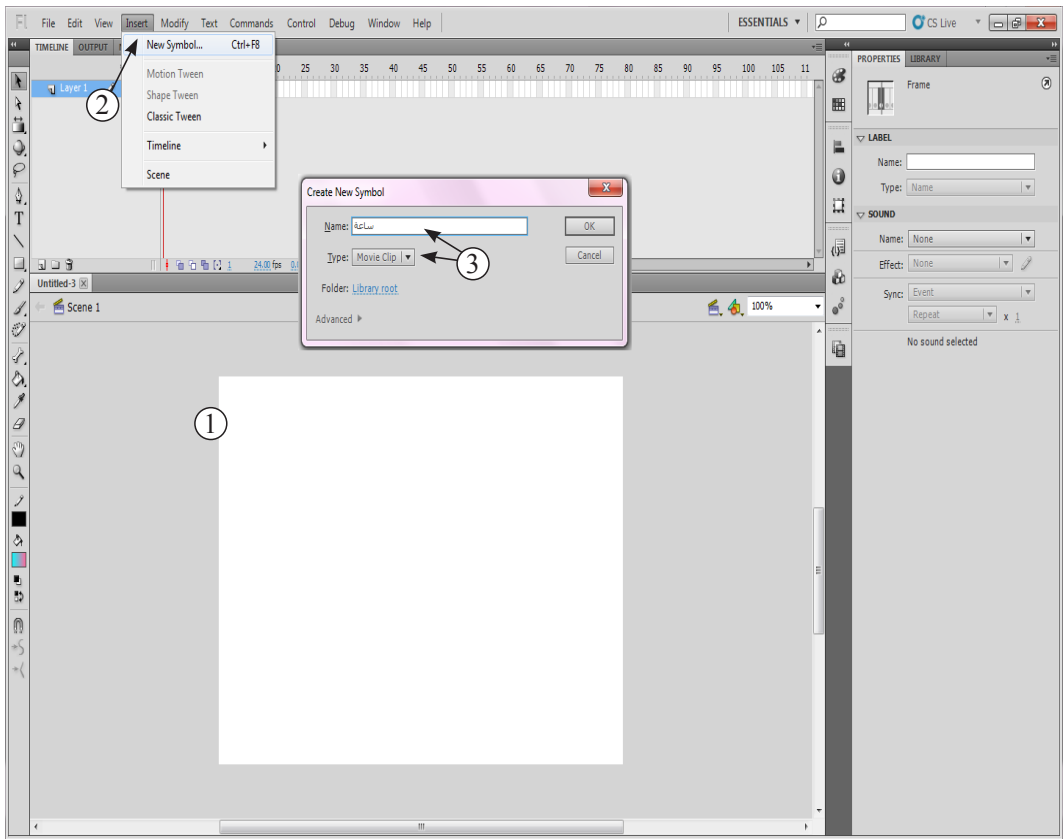 Fl File Edit View Insert Modify Text Commands Control Debug Window Help ESSENTIALS CS Live
TIMELINE OUTPUT
New Symbol... Ctrl+F8
Motion Tween
Shape Tween
Classic Tween
Timeline
Scene
2
25 30 35 40 45 50 55 60 65 70 75 80 85 90 95 100 105 11
Layer 1
1 24.00 fps
Untitled-3
Scene 1
100%
Create New Symbol
Name: ساعة
OK
Type: Movie Clip
Cancel
3
Folder: Library root
Advanced
1
PROPERTIES LIBRARY
Frame
LABEL
Name:
Type: Name
SOUND
Name: None
Effect: None
Sync: Event
Repeat x 1
No sound selected